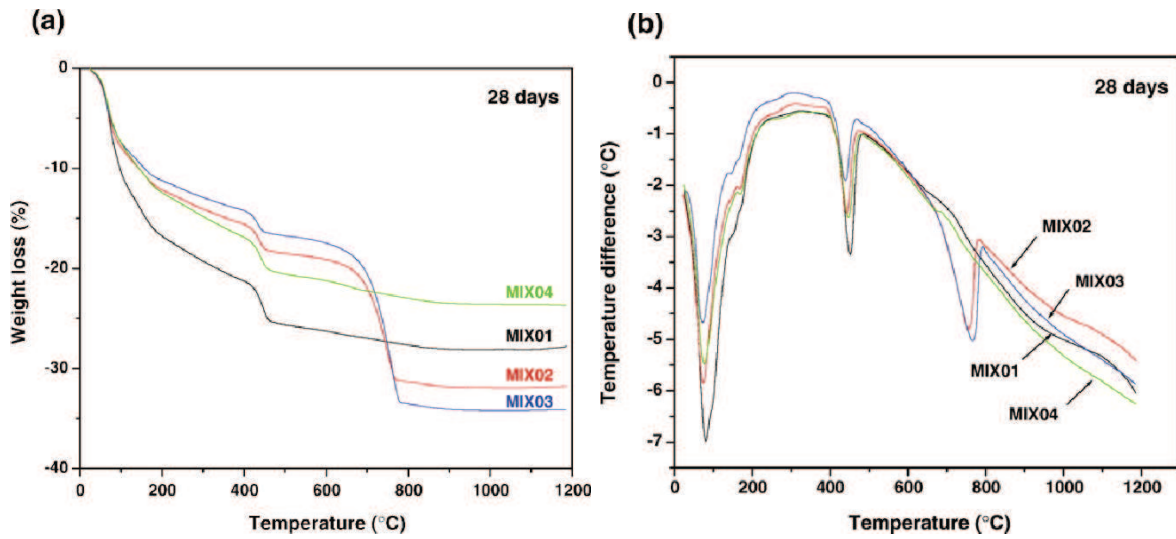 (a)
28 days
0
-10
-20
-30
-40
Weight loss (%)
MIX04
MIX01
MIX02
MIX03
0 200 400 600 800 1000 1200
Temperature (°C)
(b)
28 days
0
-1
-2
-3
-4
-5
-6
-7
Temperature difference (°C)
MIX02
MIX03
MIX01
MIX04
0 200 400 600 800 1000 1200
Temperature (°C)